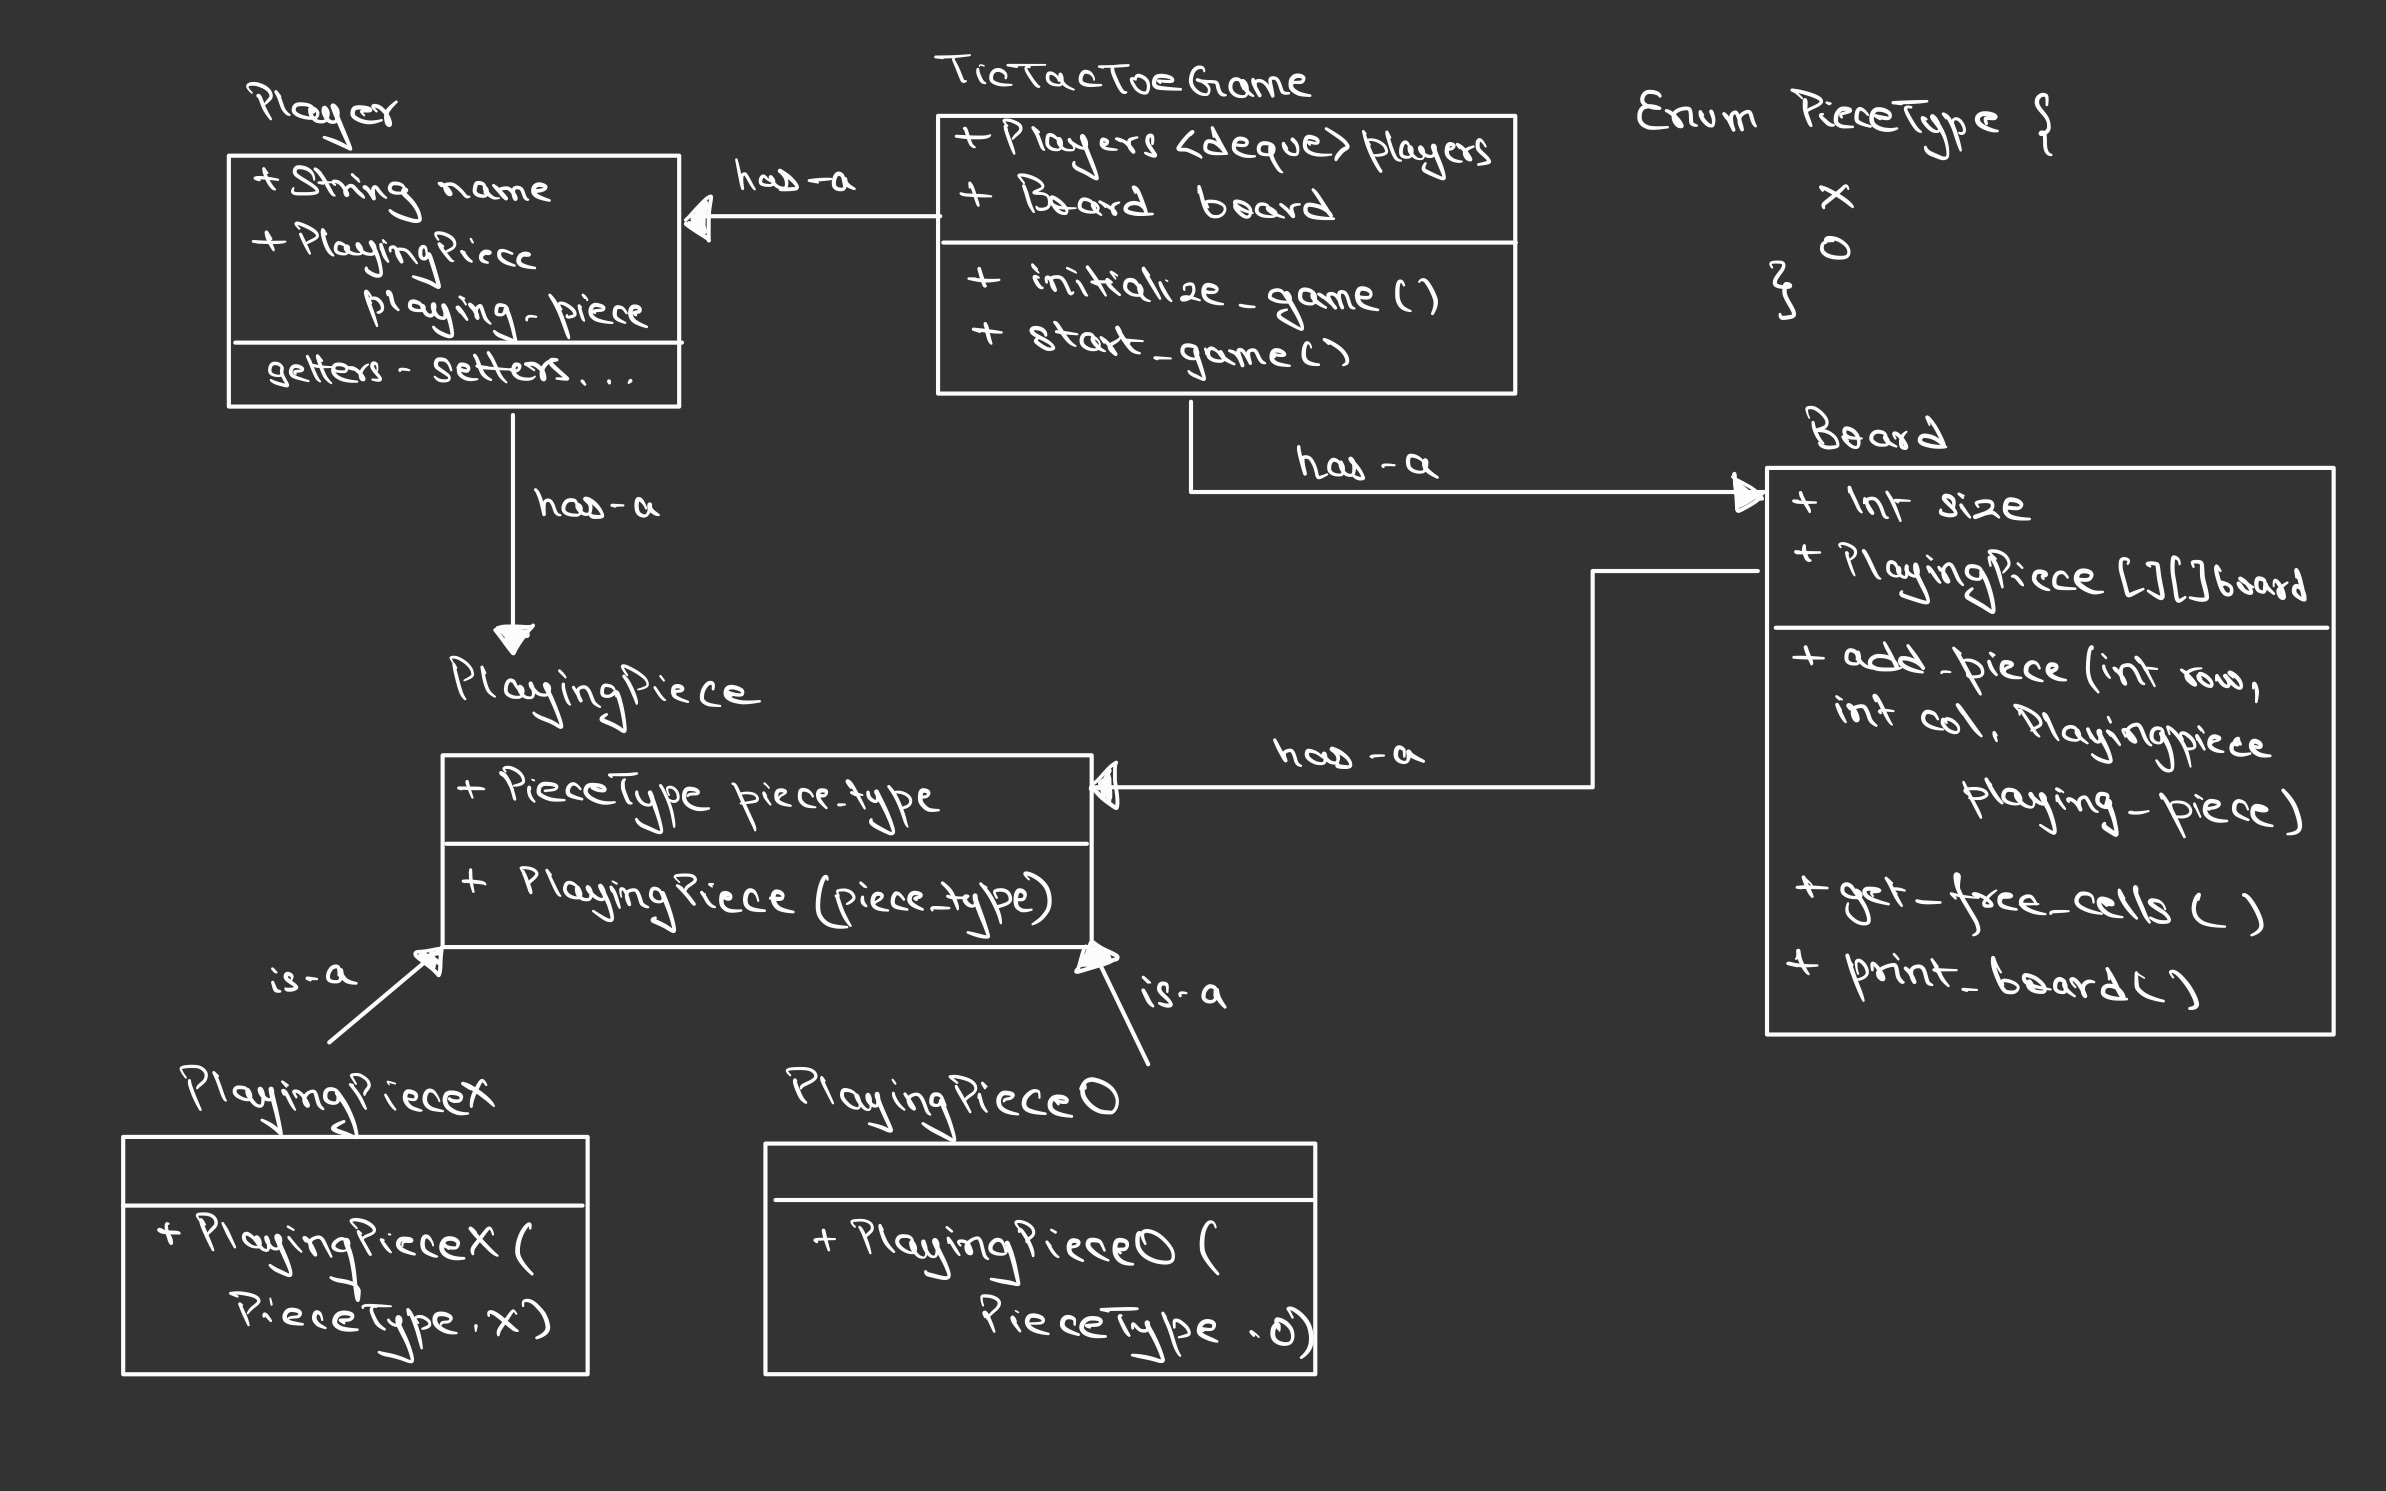 Player
+ String name
+ PlayingPiece
playing-piece
getters - setters...
has-a
TicTacToeGame
+ Players <deque> players
+ Board board
+ initialize_game()
+ start_game()
Enum PieceType {
X
O
}
has-a
has-a
Board
+ Int size
+ PlayingPiece [][] board
+ add_piece (int row,
int col, Playingpiece
playing_piece)
+ get_free_cells ( )
+ print_board()
has-a
PlayingPiece
+ PieceType piece_type
+ PlayingPiece (Piece_type)
is-a
is-a
PlayingPieceX
+ PlayingPieceX (
PieceType.X)
PlayingPieceO
+ PlayingPieceO (
PieceType.O)